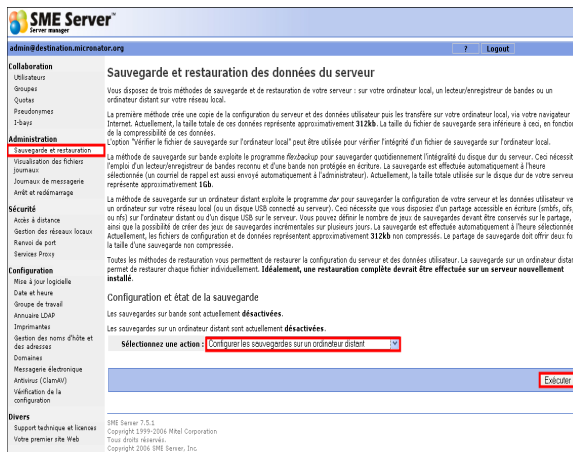 SME Server™
Server manager
admin@destination.micronator.org
? Logout
Collaboration
Utilisateurs
Groupes
Quotas
Pseudonymes
I-bays
Administration
Sauvegarde et restauration
Visualisation des fichiers
journaux
Journaux de messagerie
Arrêt et redémarrage
Sécurité
Accès à distance
Gestion des réseaux locaux
Renvoi de port
Services Proxy
Configuration
Mise à jour logicielle
Date et heure
Groupe de travail
Annuaire LDAP
Imprimantes
Gestion des noms d'hôte et
des adresses
Domaines
Messagerie électronique
Antivirus (ClamAV)
Vérification de la
configuration
Divers
Support technique et licences
Votre premier site Web
Sauvegarde et restauration des données du serveur
Vous disposez de trois méthodes de sauvegarde et de restauration de votre serveur : sur votre ordinateur local, un lecteur/enregistreur de bandes ou un
ordinateur distant sur votre réseau local.
La première méthode crée une copie de la configuration du serveur et des données utilisateur puis les transfère sur votre ordinateur local, via votre navigateur
Internet. Actuellement, la taille totale de ces données représente approximativement 312kb. La taille du fichier de sauvegarde sera inférieure à ceci, en fonction
de la compressibilité de ces données.
L'option "Vérifier le fichier de sauvegarde sur l'ordinateur local" peut être utilisée pour vérifier l'intégrité d'un fichier de sauvegarde sur l'ordinateur local.
La méthode de sauvegarde sur bande exploite le programme flexbackup pour sauvegarder quotidiennement l'intégralité du disque dur du serveur. Ceci nécessite
l'emploi d'un lecteur/enregistreur de bandes reconnu et d'une bande non protégée en écriture. La sauvegarde est effectuée automatiquement à l'heure
sélectionnée (un courriel de rappel est aussi envoyé automatiquement à l'administrateur). Actuellement, la taille totale utilisée sur le disque dur de votre serveur
représente approximativement 1Gb.
La méthode de sauvegarde sur un ordinateur distant exploite le programme dar pour sauvegarder la configuration de votre serveur et les données utilisateur ve
un ordinateur sur votre réseau local (ou un disque USB connecté au serveur). Ceci nécessite que vous disposiez d'un partage accessible en écriture (smbfs, cifs,
ou nfs) sur l'ordinateur distant ou d'un disque USB sur le serveur. Vous pouvez définir le nombre de jeux de sauvegardes devant être conservés sur le partage,
ainsi que la possibilité de créer des jeux de sauvegardes incrémentales sur plusieurs jours. La sauvegarde est effectuée automatiquement à l'heure sélectionnée
Actuellement, les fichiers de configuration et de données représentent approximativement 312kb non compressés. Le partage de sauvegarde doit offrir deux fo
la taille d'une sauvegarde non compressée.
Toutes les méthodes de restauration vous permettent de restaurer la configuration du serveur et des données utilisateur. La sauvegarde sur un ordinateur distan
permet de restaurer chaque fichier individuellement. Idéalement, une restauration complète devrait être effectuée sur un serveur nouvellement
installé.
Configuration et état de la sauvegarde
Les sauvegardes sur bande sont actuellement désactivées.
Les sauvegardes sur un ordinateur distant sont actuellement désactivées.
Sélectionnez une action : Configurer les sauvegardes sur un ordinateur distant
Exécuter
SME Server 7.5.1
Copyright 1999-2006 Mitel Corporation
Tous droits réservés.
Copyright 2006 SME Server, Inc.